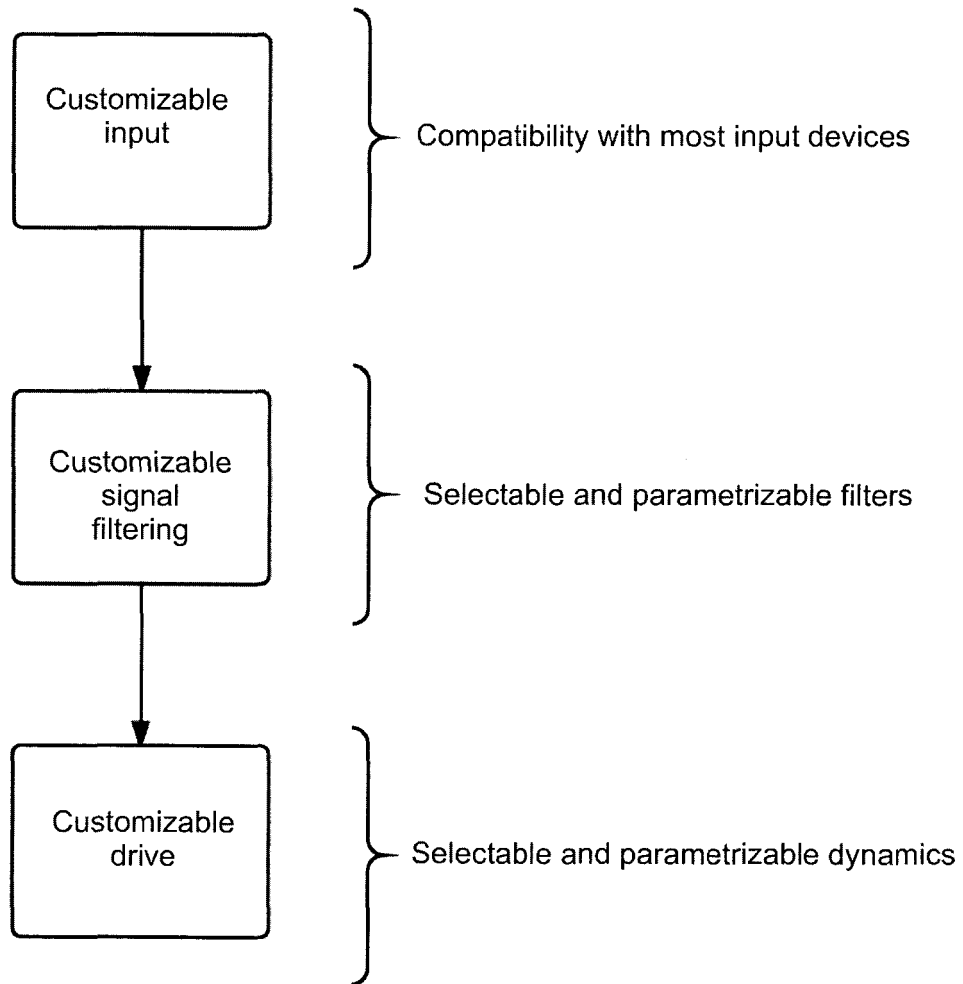 Customizable
input
Compatibility with most input devices
Customizable
signal
filtering
Selectable and parametrizable filters
Customizable
drive
Selectable and parametrizable dynamics